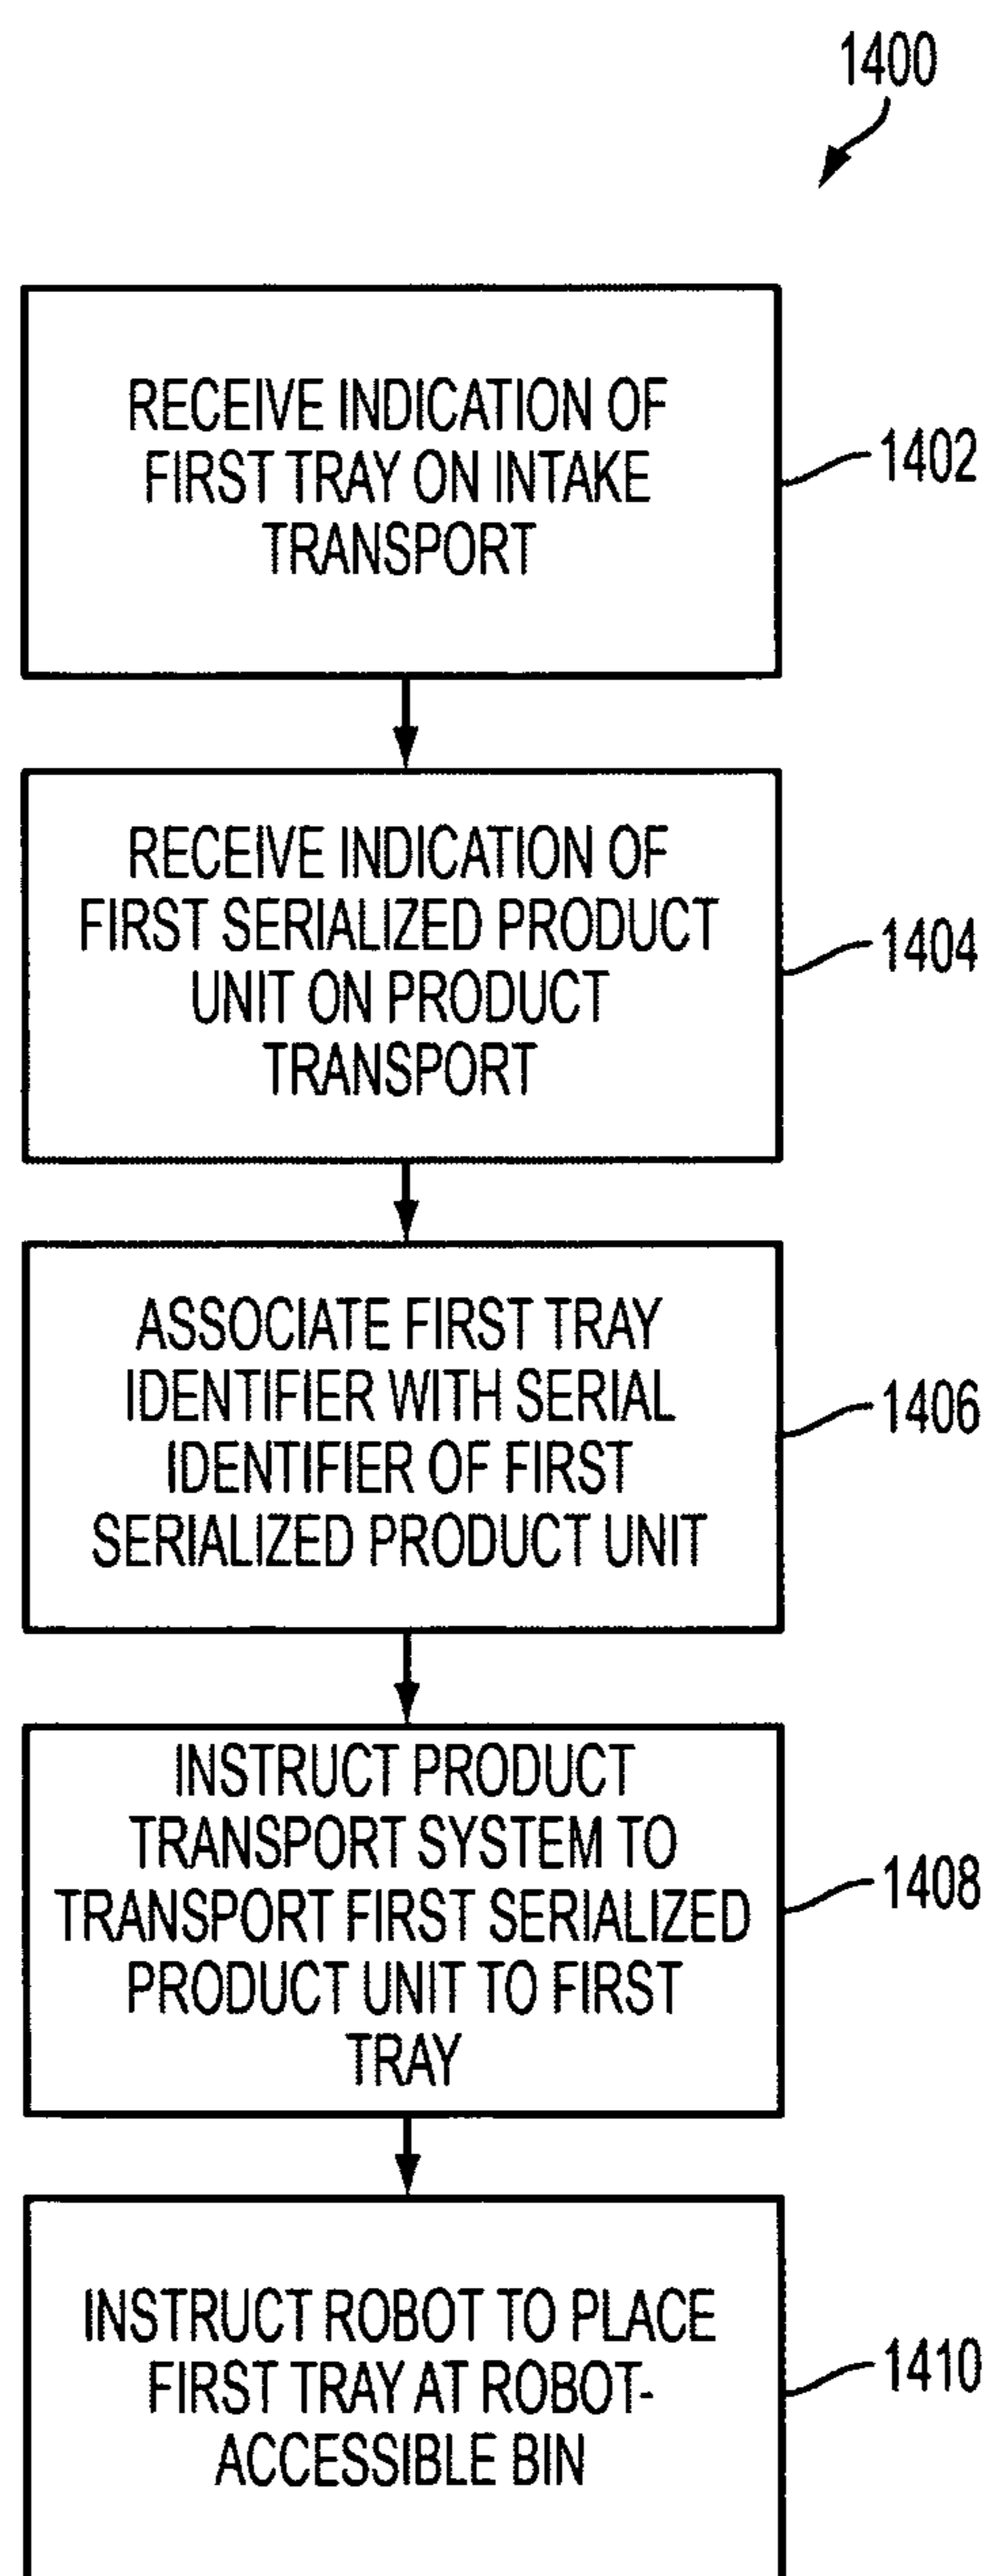 1400
RECEIVE INDICATION OF
FIRST TRAY ON INTAKE
TRANSPORT
1402
RECEIVE INDICATION OF
FIRST SERIALIZED PRODUCT
UNIT ON PRODUCT
TRANSPORT
1404
ASSOCIATE FIRST TRAY
IDENTIFIER WITH SERIAL
IDENTIFIER OF FIRST
SERIALIZED PRODUCT UNIT
1406
INSTRUCT PRODUCT
TRANSPORT SYSTEM TO
TRANSPORT FIRST SERIALIZED
PRODUCT UNIT TO FIRST
TRAY
1408
INSTRUCT ROBOT TO PLACE
FIRST TRAY AT ROBOT-
ACCESSIBLE BIN
1410